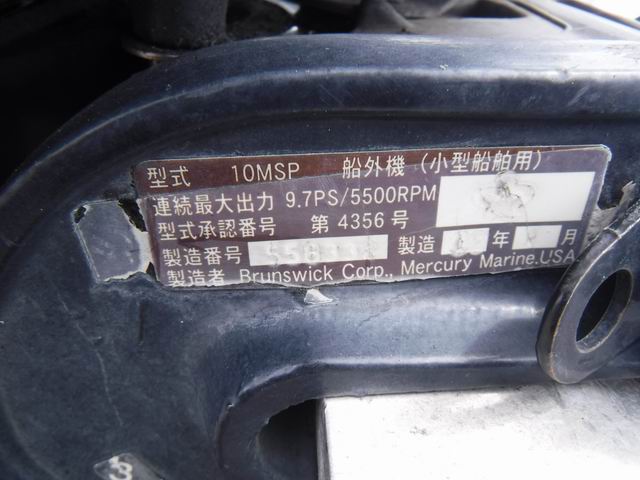 型式 10MSP 船外機 (小型船舶用)
連続最大出力 9.7PS/5500RPM
型式承認番号 第 4356 号
製造番号 製造 年 月
製造者 Brunswick Corp., Mercury Marine.USA
3